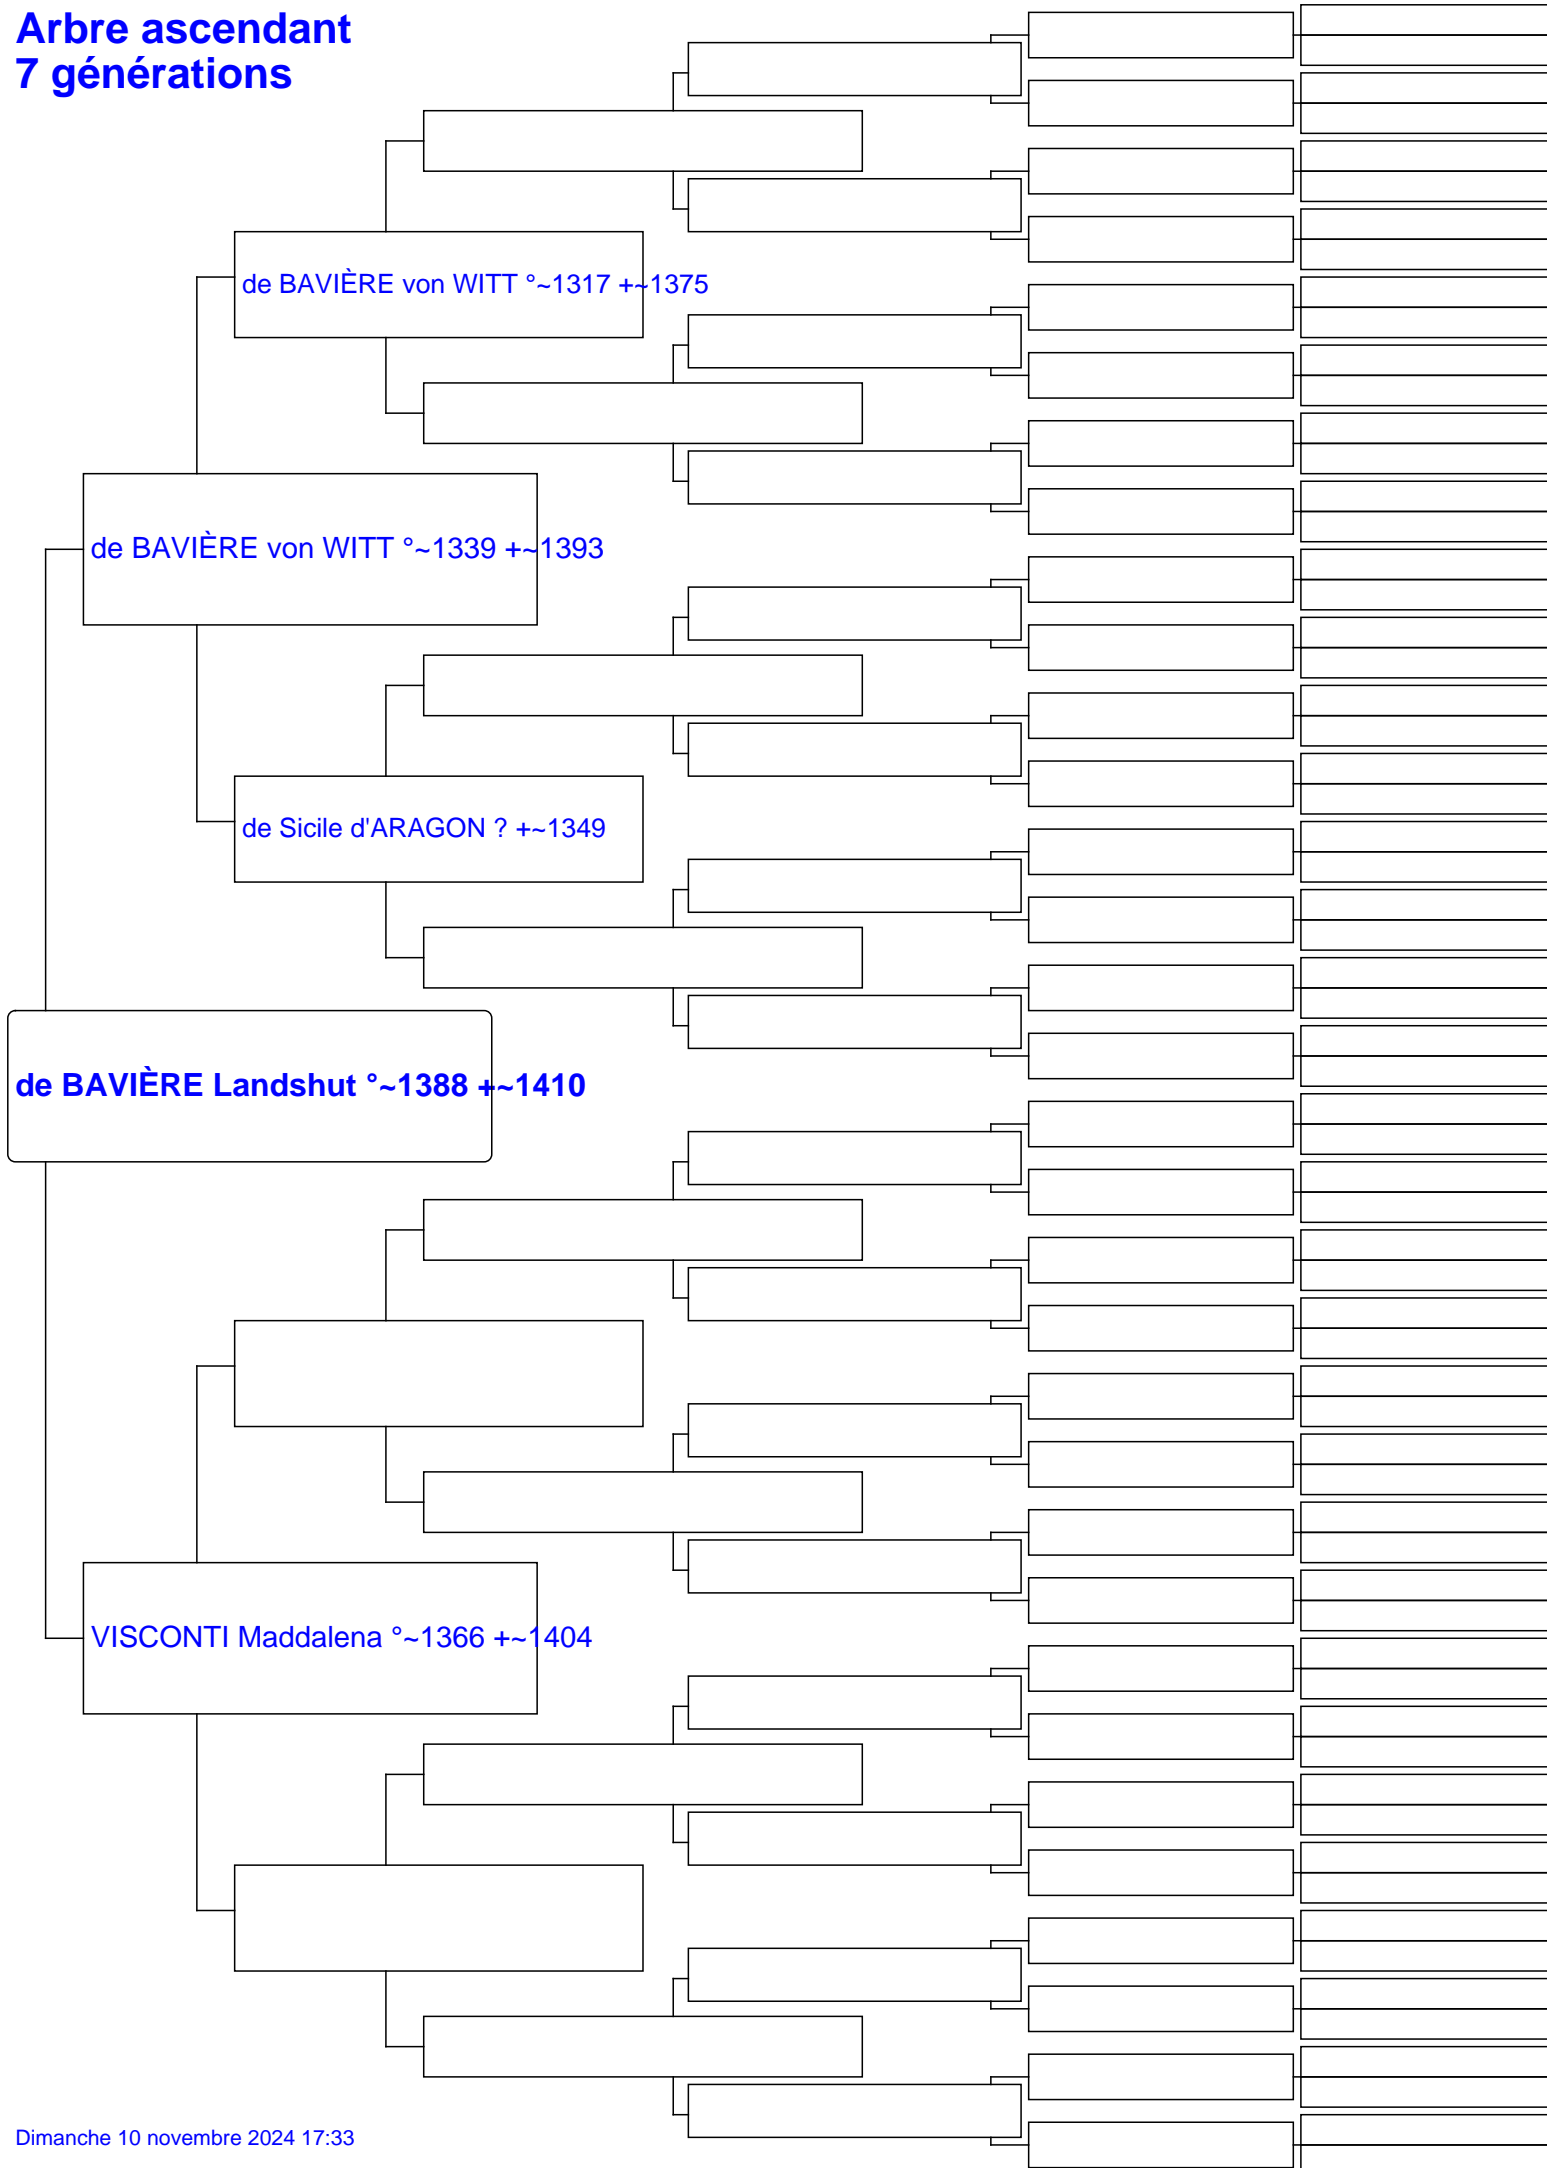 Arbre ascendant
7 générations
de BAVIÈRE von WITT °~1317 +~1375
de BAVIÈRE von WITT °~1339 +~1393
de Sicile d'ARAGON ? +~1349
de BAVIÈRE Landshut °~1388 +~1410
VISCONTI Maddalena °~1366 +~1404
Dimanche 10 novembre 2024 17:33